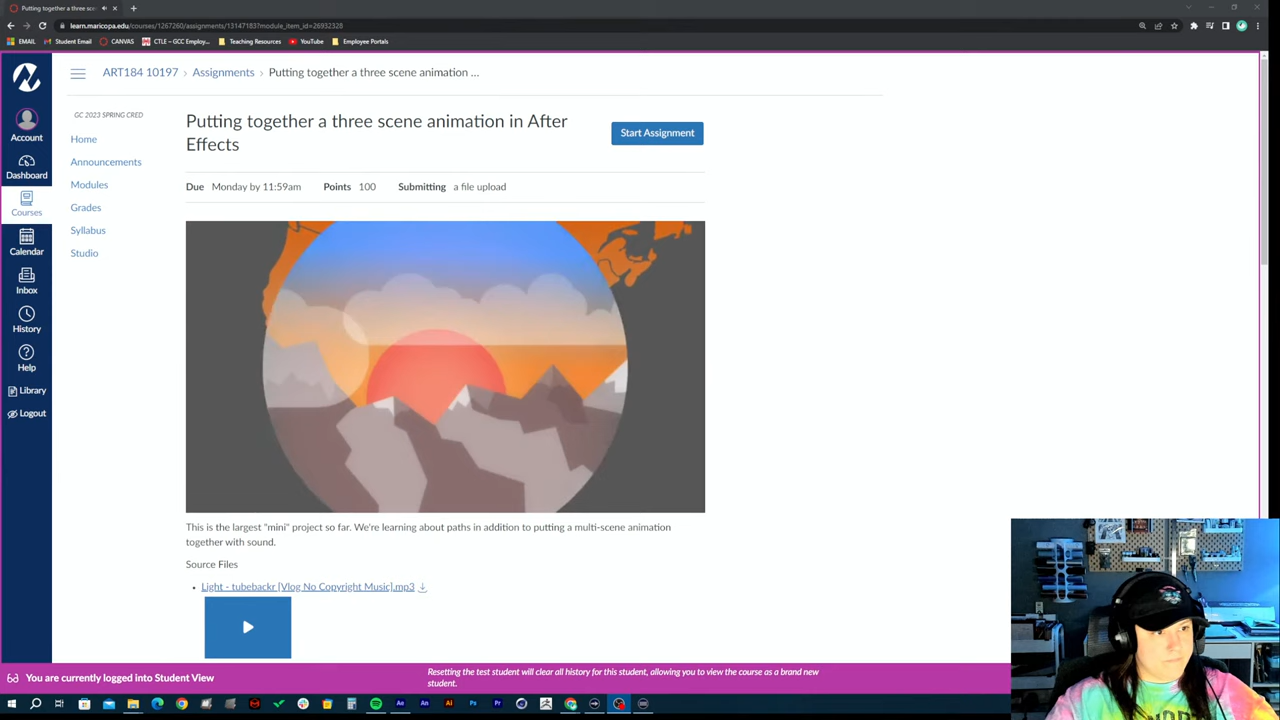 Putting together a three sce
learn.maricopa.edu/courses/1267260/assignments/13147183?module_item_id=26932328
EMAIL
Student Email
CANVAS
CTLE – GCC Employ...
Teaching Resources
YouTube
Employee Portals
ART184 10197 › Assignments › Putting together a three scene animation ...
Account
Dashboard
Courses
Calendar
Inbox
History
Help
Library
Logout
GC 2023 SPRING CRED
Home
Announcements
Modules
Grades
Syllabus
Studio
Putting together a three scene animation in After
Effects
Start Assignment
Due Monday by 11:59am Points 100 Submitting a file upload
This is the largest "mini" project so far. We're learning about paths in addition to putting a multi-scene animation
together with sound.
Source Files
Light - tubebackr [Vlog No Copyright Music].mp3
You are currently logged into Student View
Resetting the test student will clear all history for this student, allowing you to view the course as a brand new
student.